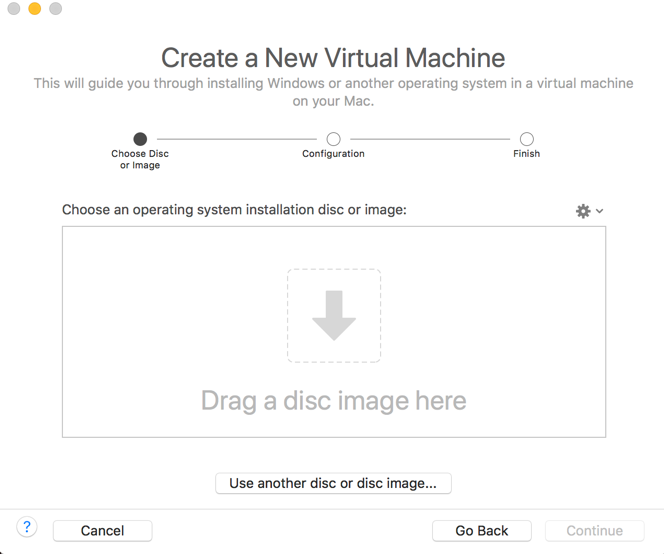 Create a New Virtual Machine
This will guide you through installing Windows or another operating system in a virtual machine
on your Mac.
Choose Disc
or Image
Configuration
Finish
Choose an operating system installation disc or image:
Drag a disc image here
Use another disc or disc image...
?
Cancel
Go Back
Continue